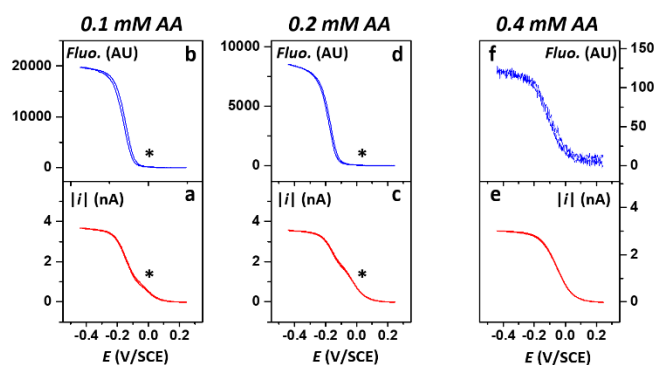 0.1 mM AA 0.2 mM AA 0.4 mM AA
Fluo. (AU) b
20000
10000
0
*
Fluo. (AU) d
10000
5000
0
*
f Fluo. (AU)
150
125
100
75
50
25
0
|i| (nA) a
4
2
0
*
|i| (nA) c
4
2
0
*
e |i| (nA)
4
2
0
-0.4 -0.2 0.0 0.2
-0.4 -0.2 0.0 0.2
-0.4 -0.2 0.0 0.2
E (V/SCE) E (V/SCE) E (V/SCE)